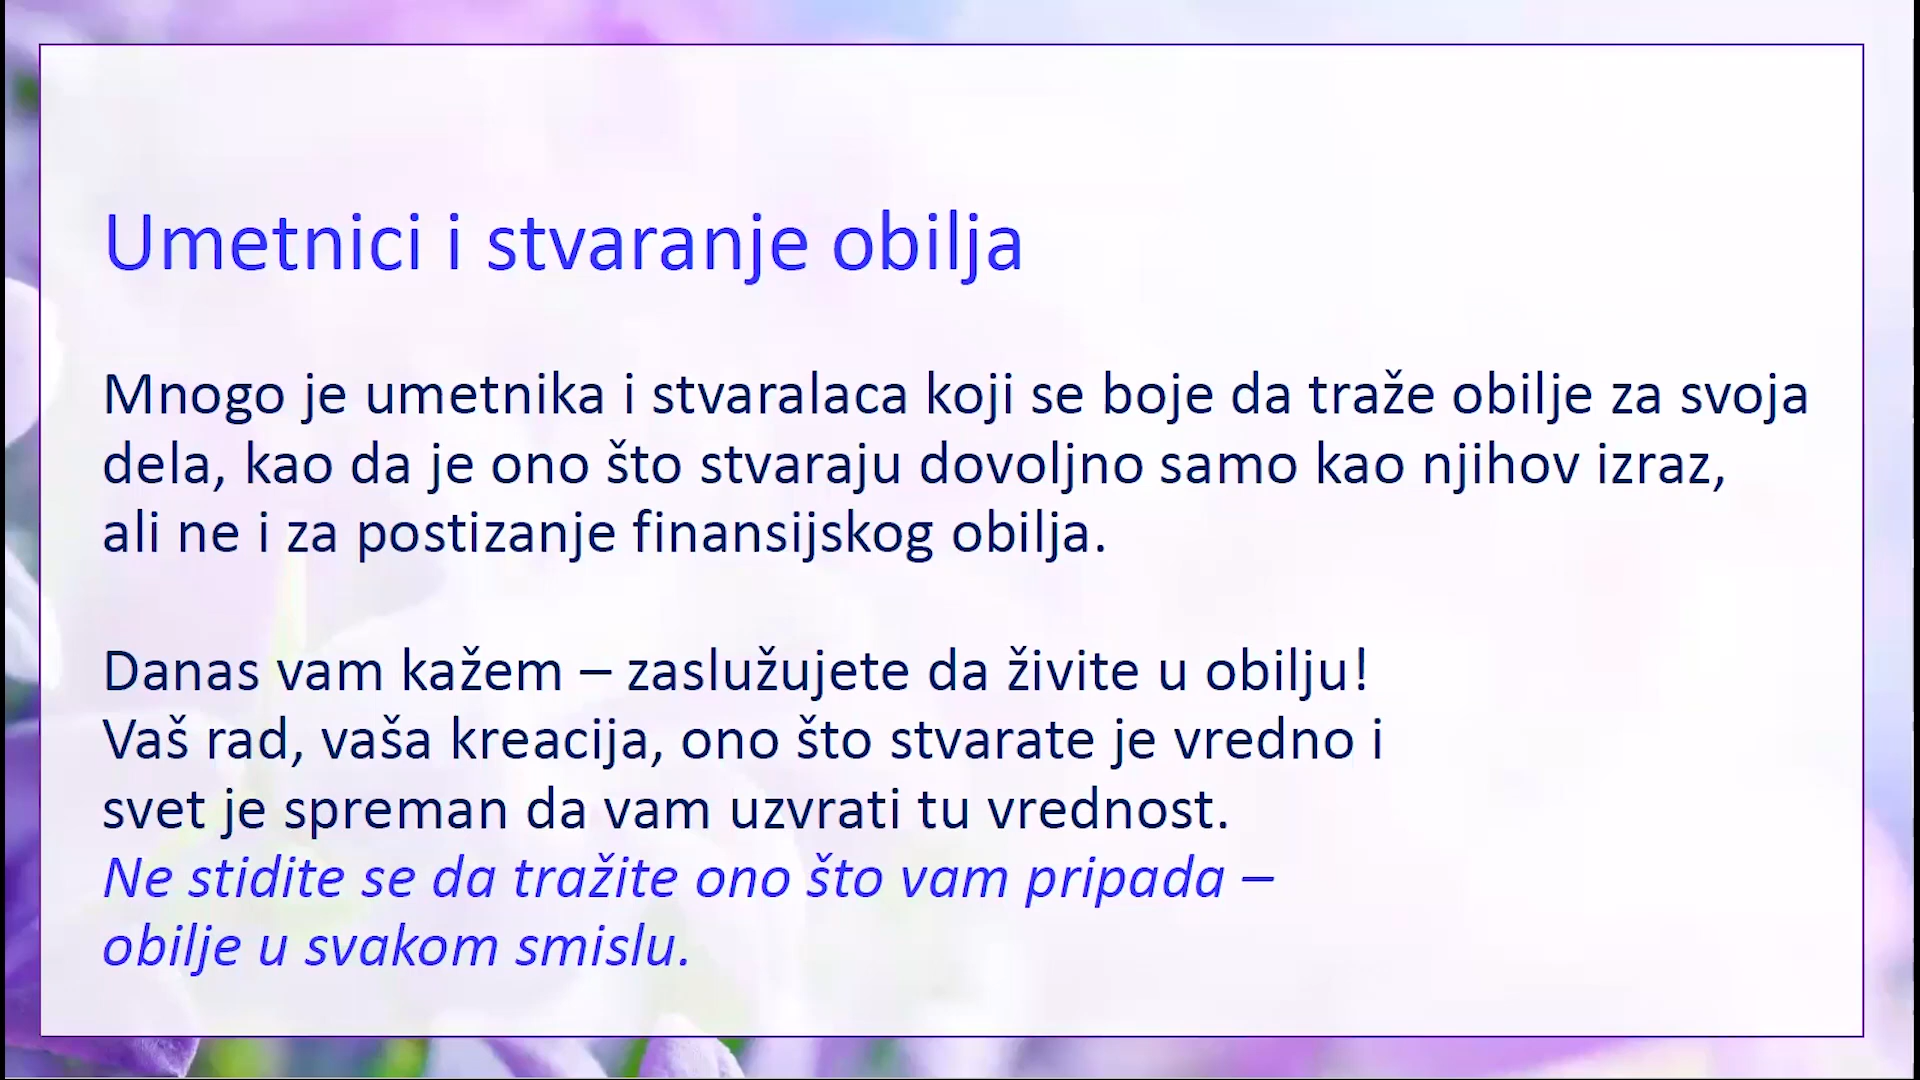 Umetnici i stvaranje obilja
Mnogo je umetnika i stvaralaca koji se boje da traže obilje za svoja
dela, kao da je ono što stvaraju dovoljno samo kao njihov izraz,
ali ne i za postizanje finansijskog obilja.
Danas vam kažem – zaslužujete da živite u obilju!
Vaš rad, vaša kreacija, ono što stvarate je vredno i
svet je spreman da vam uzvrati tu vrednost.
Ne stidite se da tražite ono što vam pripada –
obilje u svakom smislu.